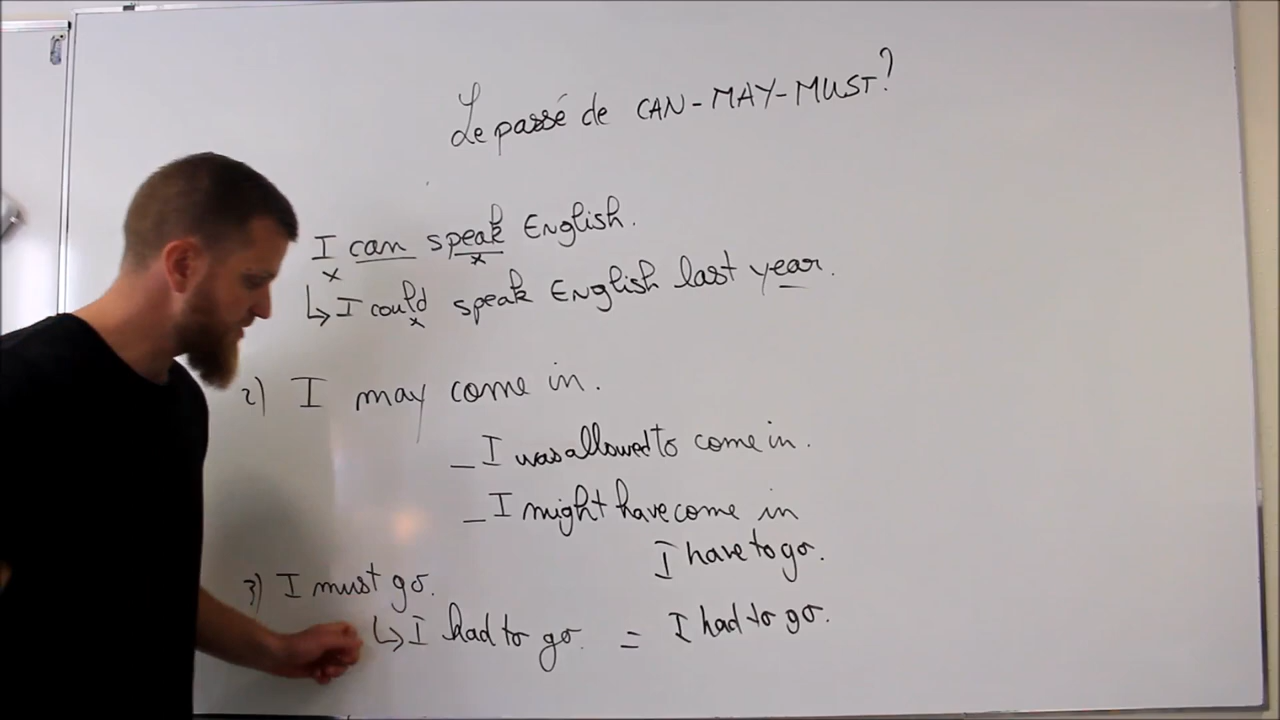 Le passé de CAN-MAY-MUST?
I can speak English.
↳ I could speak English last year.
2) I may come in.
_ I was allowed to come in.
_ I might have come in
I have to go.
3) I must go.
↳ I had to go. = I had to go.